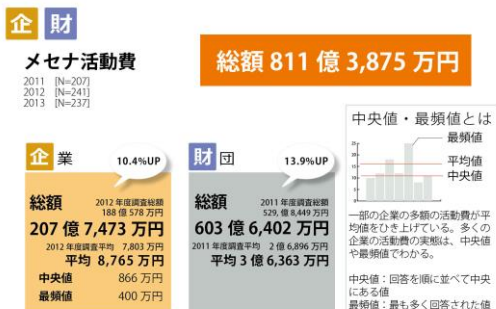 企 財
メセナ活動費
2011 [N=207]
2012 [N=241]
2013 [N=237]
総額 811 億 3,875 万円
企 業
10.4%UP
総額
2012 年度調査総額
188 億 578 万円
207 億 7,473 万円
2012 年度調査平均 7,803 万円
平均 8,765 万円
中央値 866 万円
最頻値 400 万円
財 団
13.9%UP
総額
2011 年度調査総額
529, 億 8,449 万円
603 億 6,402 万円
2011 年度調査平均 2 億 6,896 万円
平均 3 億 6,363 万円
中央値・最頻値とは
最頻値
平均値
中央値
一部の企業の多額の活動費が平
均値をひき上げている。多くの
企業の活動費の実態は、中央値
や最頻値でわかる。
中央値：回答を順に並べて中央
にある値
最頻値：最も多く回答された値